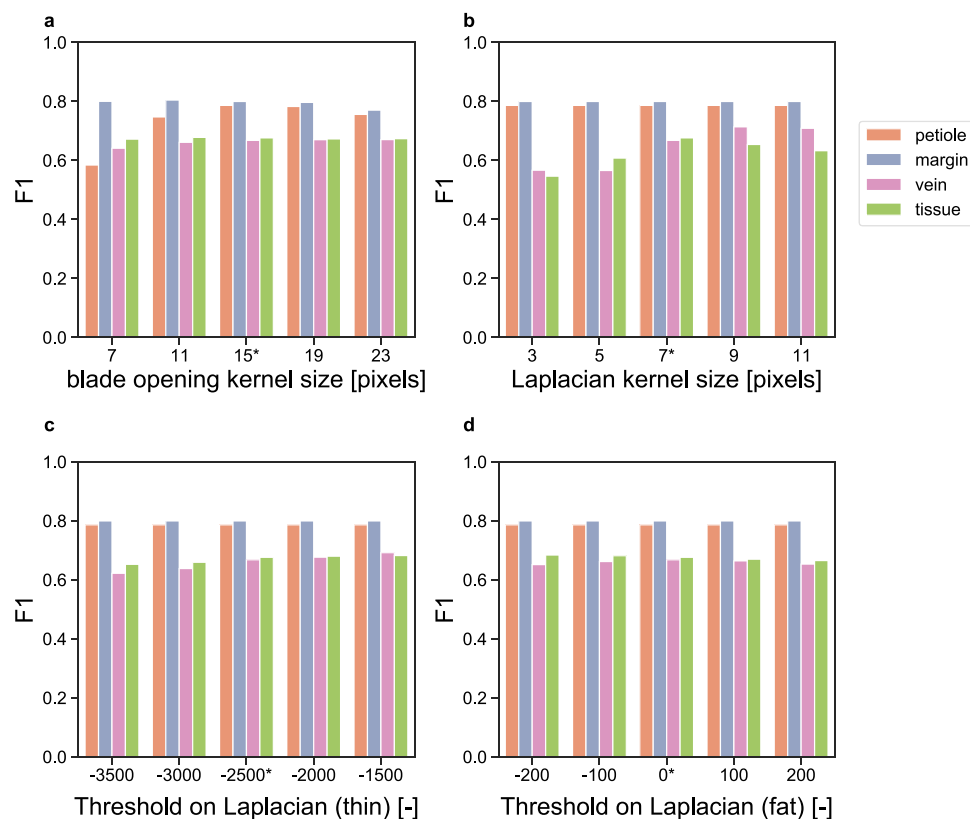 a
1.0
0.8
0.6
0.4
0.2
0.0
F1
7 11 15* 19 23
blade opening kernel size [pixels]
b
1.0
0.8
0.6
0.4
0.2
0.0
F1
3 5 7* 9 11
Laplacian kernel size [pixels]
petiole
margin
vein
tissue
c
1.0
0.8
0.6
0.4
0.2
0.0
F1
-3500 -3000 -2500* -2000 -1500
Threshold on Laplacian (thin) [-]
d
1.0
0.8
0.6
0.4
0.2
0.0
F1
-200 -100 0* 100 200
Threshold on Laplacian (fat) [-]